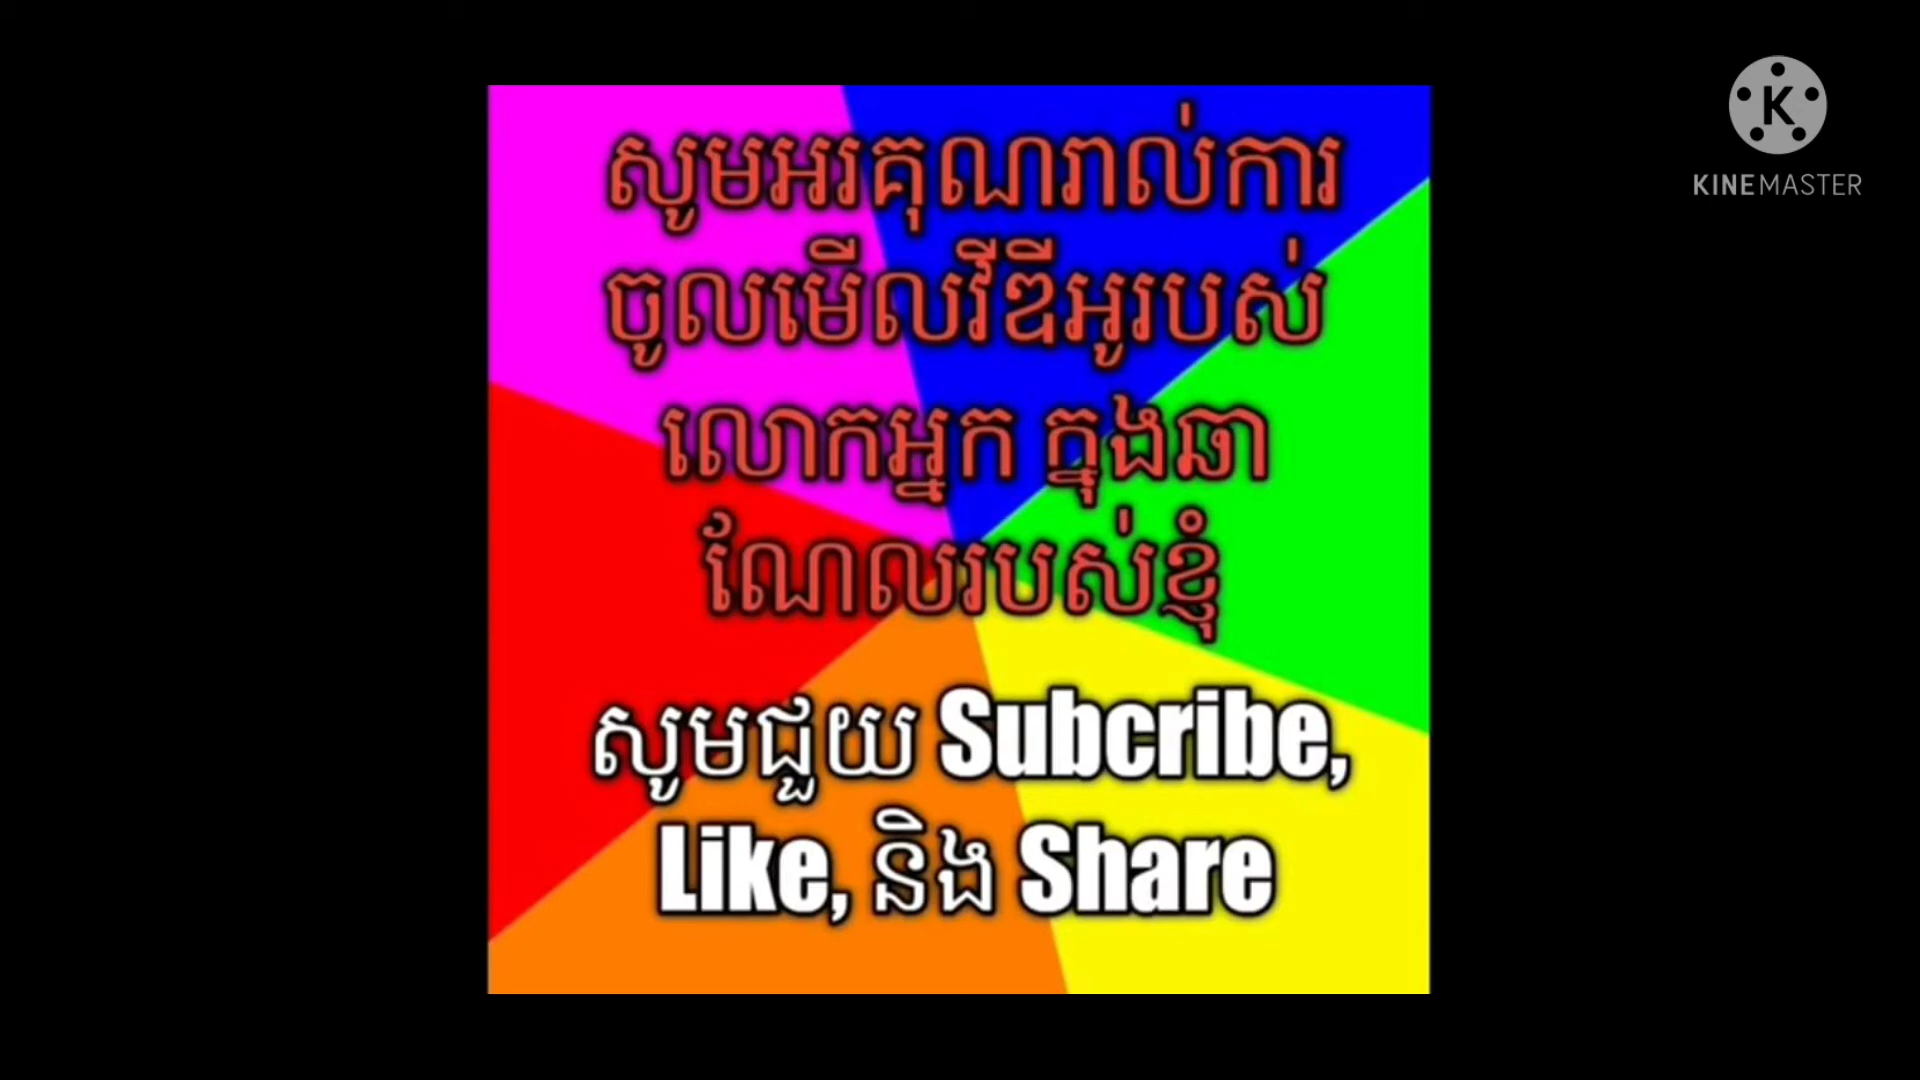 សូមអរគុណរាល់ការ
ចូលមើលវីឌីអូរបស់
លោកអ្នក ក្នុងឆា
ណែលរបស់ខ្ញុំ
សូមជួយ Subcribe,
Like, និង Share
K
KINEMASTER